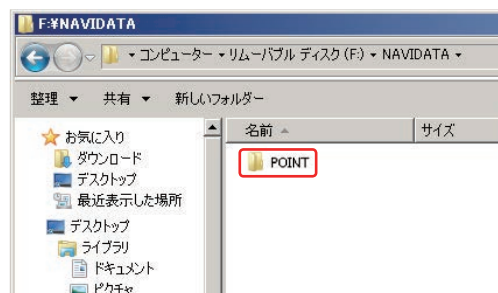 F:¥NAVIDATA
コンピューター ▾ リムーバブル ディスク (F:) ▾ NAVIDATA ▾
整理 ▼ 共有 ▼ 新しいフォルダー
名前 サイズ
お気に入り
ダウンロード
POINT
デスクトップ
最近表示した場所
デスクトップ
ライブラリ
ドキュメント
ピクチャ